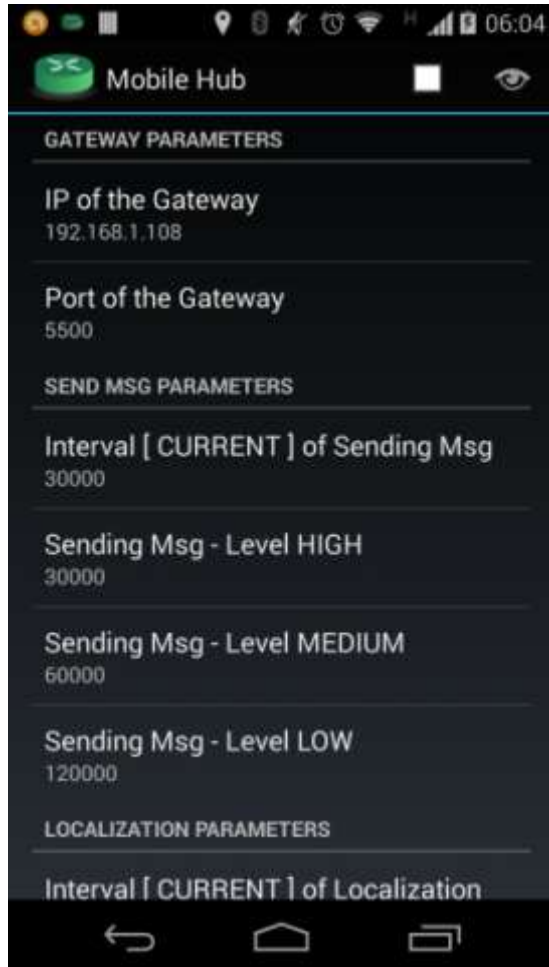 H 06:04
Mobile Hub
GATEWAY PARAMETERS
IP of the Gateway
192.168.1.108
Port of the Gateway
5500
SEND MSG PARAMETERS
Interval [ CURRENT ] of Sending Msg
30000
Sending Msg - Level HIGH
30000
Sending Msg - Level MEDIUM
60000
Sending Msg - Level LOW
120000
LOCALIZATION PARAMETERS
Interval [ CURRENT ] of Localization